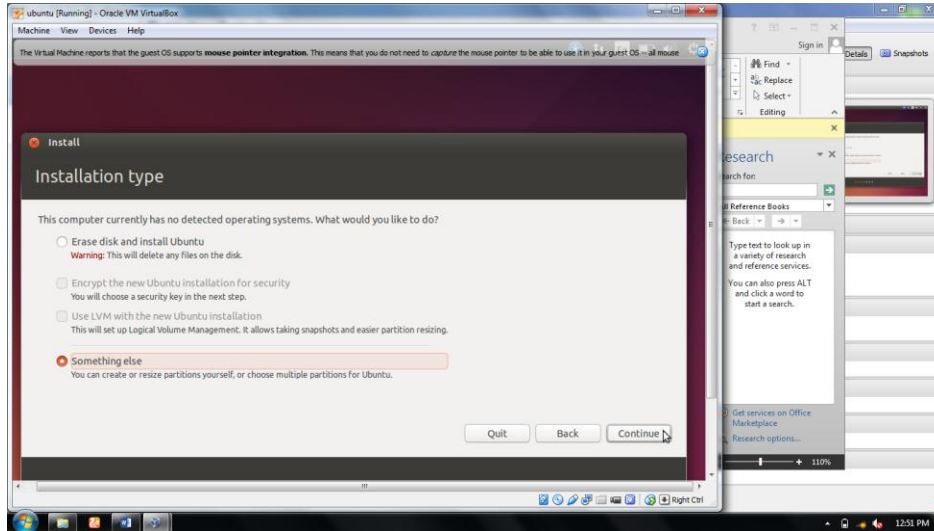 ubuntu [Running] - Oracle VM VirtualBox
Machine View Devices Help
The Virtual Machine reports that the guest OS supports mouse pointer integration. This means that you do not need to capture the mouse pointer to be able to use it in your guest OS -- all mouse
Install
Installation type
This computer currently has no detected operating systems. What would you like to do?
Erase disk and install Ubuntu
Warning: This will delete any files on the disk.
Encrypt the new Ubuntu installation for security
You will choose a security key in the next step.
Use LVM with the new Ubuntu installation
This will set up Logical Volume Management. It allows taking snapshots and easier partition resizing.
Something else
You can create or resize partitions yourself, or choose multiple partitions for Ubuntu.
Quit Back Continue
Right Ctrl
Sign in
Find
Replace
Select
Editing
esearch
earch for:
ll Reference Books
Back
Type text to look up in
a variety of research
and reference services.
You can also press ALT
and click a word to
start a search.
Get services on Office
Marketplace
Research options...
110%
Details Snapshots
12:51 PM